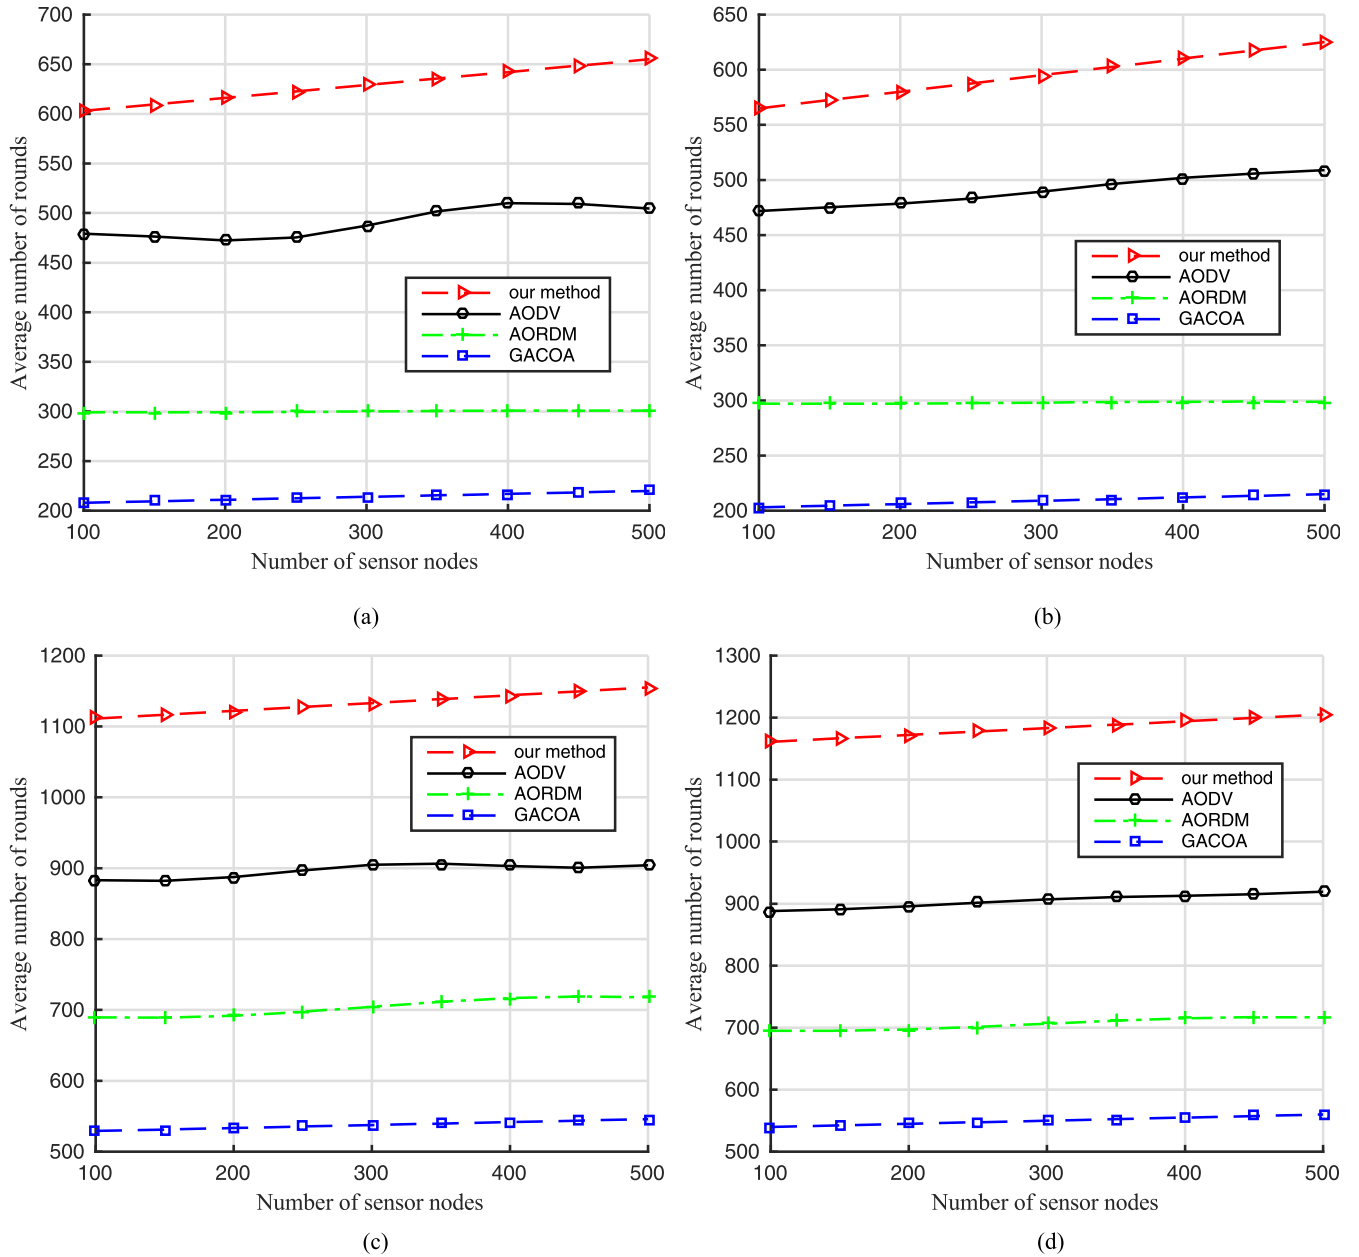 700
650
600
550
500
450
400
350
300
250
200
Average number of rounds
our method
AODV
AORDM
GACOA
100 200 300 400 500
Number of sensor nodes
(a)
650
600
550
500
450
400
350
300
250
200
Average number of rounds
our method
AODV
AORDM
GACOA
100 200 300 400 500
Number of sensor nodes
(b)
1200
1100
1000
900
800
700
600
500
Average number of rounds
our method
AODV
AORDM
GACOA
100 200 300 400 500
Number of sensor nodes
(c)
1300
1200
1100
1000
900
800
700
600
500
Average number of rounds
our method
AODV
AORDM
GACOA
100 200 300 400 500
Number of sensor nodes
(d)